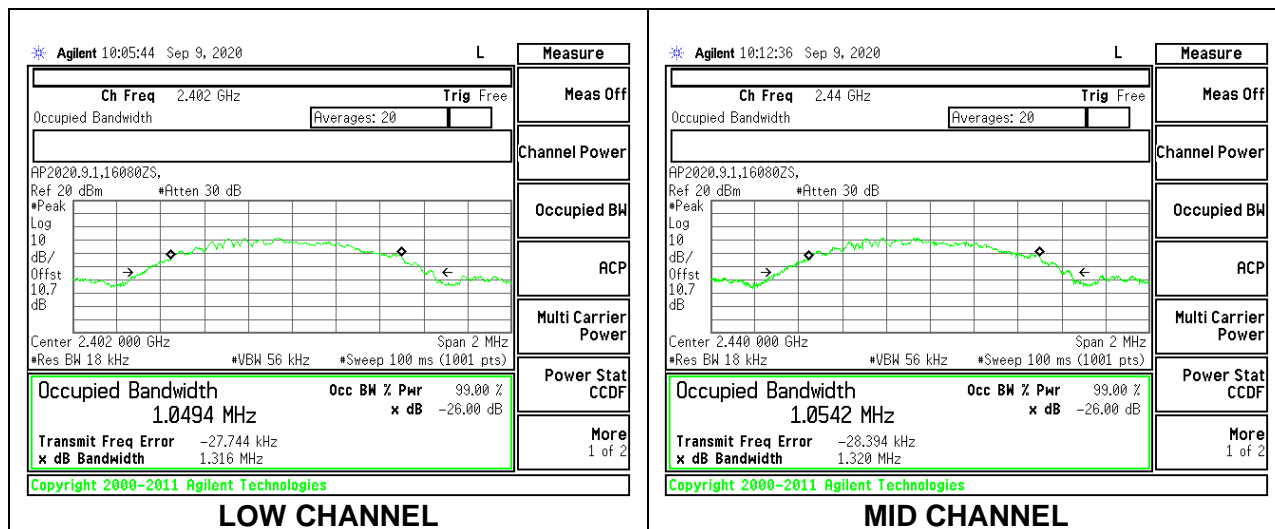 Agilent 10:05:44 Sep 9, 2020 L
Measure
Ch Freq 2.402 GHz Trig Free
Occupied Bandwidth Averages: 20
AP2020.9.1,16080ZS,
Ref 20 dBm #Atten 30 dB
#Peak
Log
10
dB/
Offst
10.7
dB
Center 2.402 000 GHz Span 2 MHz
#Res BW 18 kHz #VBW 56 kHz #Sweep 100 ms (1001 pts)
Occupied Bandwidth Occ BW % Pwr 99.00 %
1.0494 MHz x dB -26.00 dB
Transmit Freq Error -27.744 kHz
x dB Bandwidth 1.316 MHz
Copyright 2000-2011 Agilent Technologies
Meas Off
Channel Power
Occupied BW
ACP
Multi Carrier
Power
Power Stat
CCDF
More
1 of 2
LOW CHANNEL
Agilent 10:12:36 Sep 9, 2020 L
Measure
Ch Freq 2.44 GHz Trig Free
Occupied Bandwidth Averages: 20
AP2020.9.1,16080ZS,
Ref 20 dBm #Atten 30 dB
#Peak
Log
10
dB/
Offst
10.7
dB
Center 2.440 000 GHz Span 2 MHz
#Res BW 18 kHz #VBW 56 kHz #Sweep 100 ms (1001 pts)
Occupied Bandwidth Occ BW % Pwr 99.00 %
1.0542 MHz x dB -26.00 dB
Transmit Freq Error -28.394 kHz
x dB Bandwidth 1.320 MHz
Copyright 2000-2011 Agilent Technologies
Meas Off
Channel Power
Occupied BW
ACP
Multi Carrier
Power
Power Stat
CCDF
More
1 of 2
MID CHANNEL